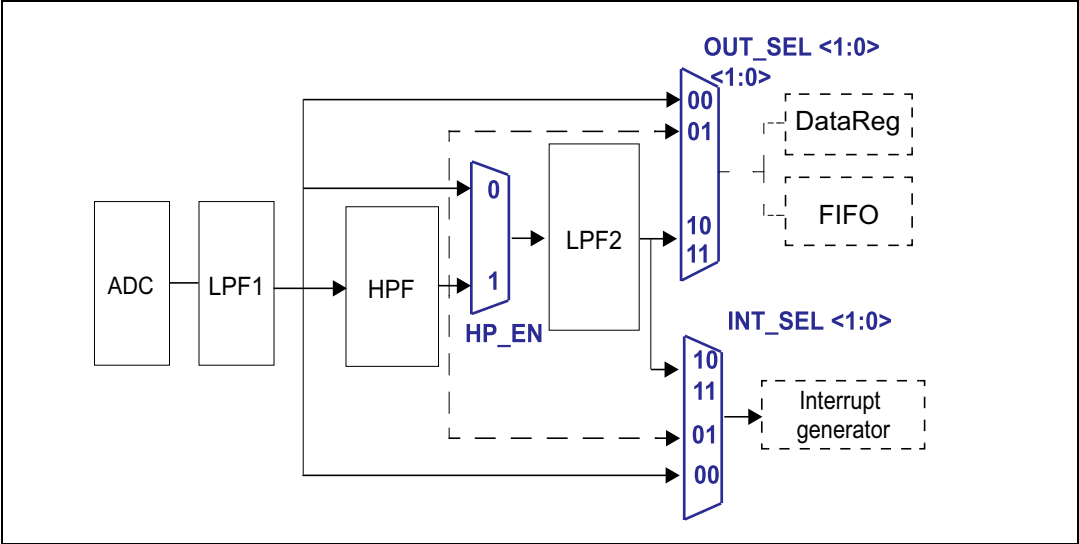 OUT_SEL <1:0>
<1:0>
00
01
10
11
DataReg
FIFO
0
1
HP_EN
ADC
LPF1
HPF
LPF2
INT_SEL <1:0>
10
11
01
00
Interrupt
generator